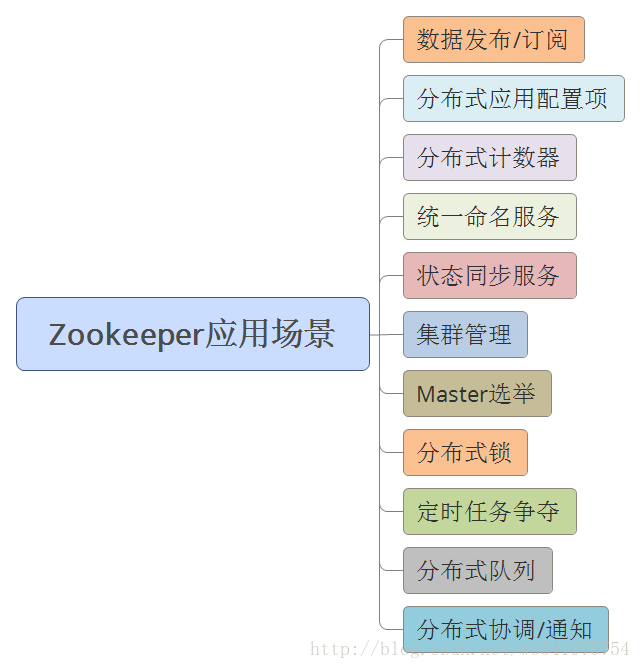 数据发布/订阅
分布式应用配置项
分布式计数器
统一命名服务
状态同步服务
Zookeeper应用场景
集群管理
Master选举
分布式锁
定时任务争夺
分布式队列
分布式协调/通知